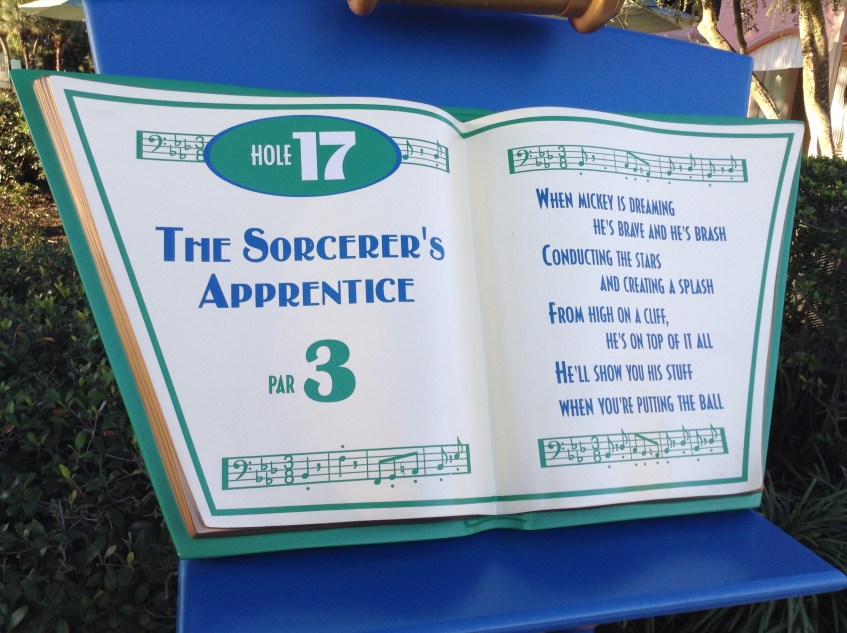 HOLE 17
THE SORCERER'S
APPRENTICE
PAR 3
WHEN MICKEY IS DREAMING
HE'S BRAVE AND HE'S BRASH
CONDUCTING THE STARS
AND CREATING A SPLASH
FROM HIGH ON A CLIFF,
HE'S ON TOP OF IT ALL
HE'LL SHOW YOU HIS STUFF
WHEN YOU'RE PUTTING THE BALL